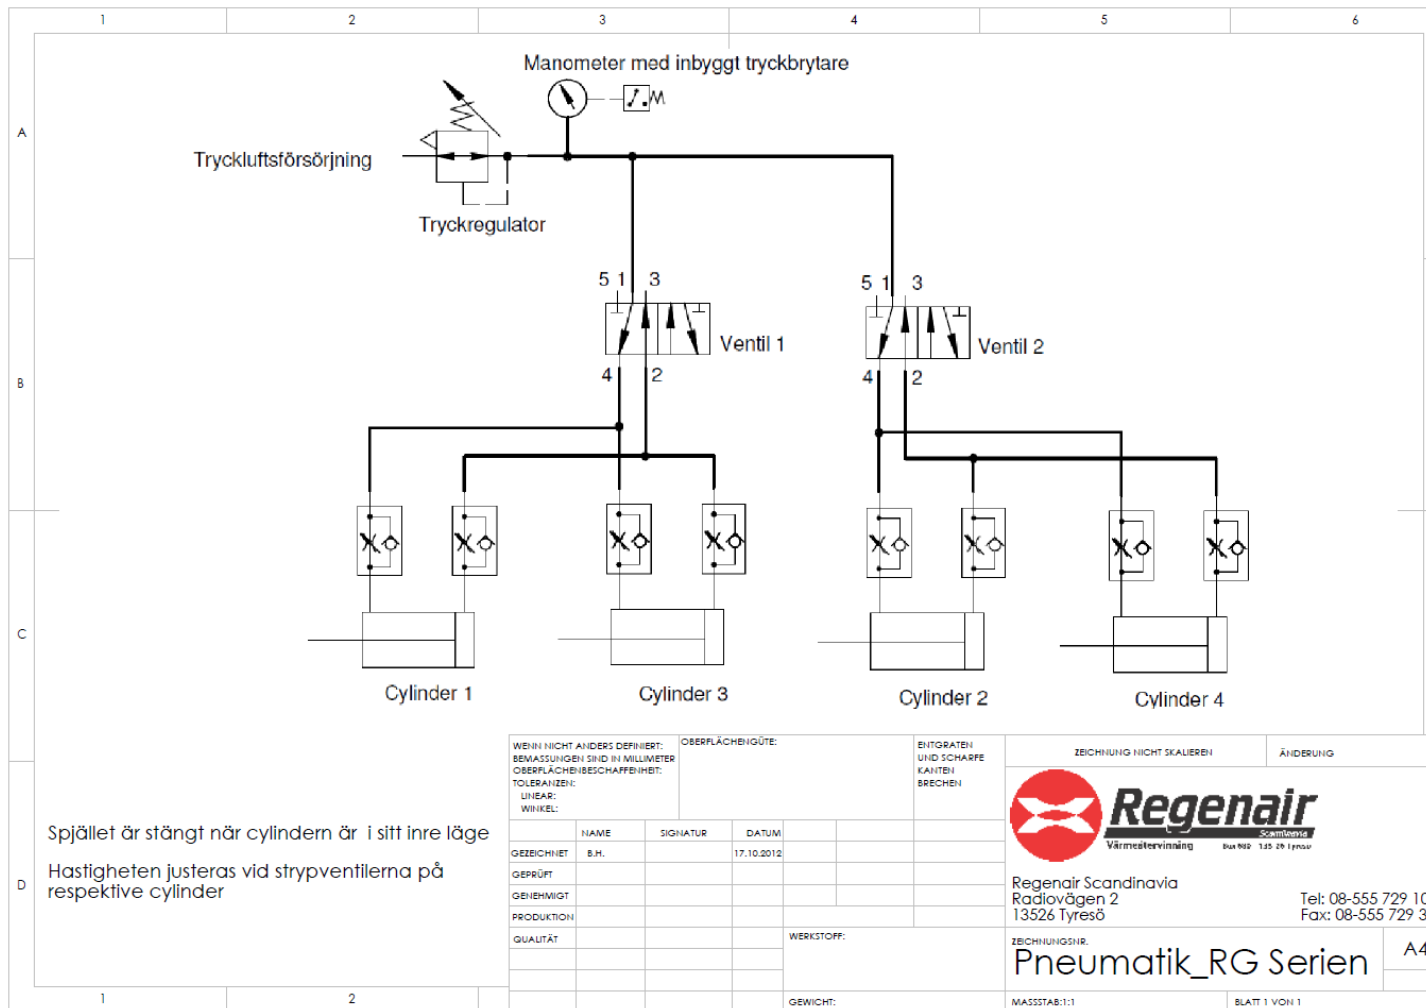 1 2 3 4 5 6
A
B
C
D
Manometer med inbyggt tryckbrytare
Tryckluftsförsörjning
Tryckregulator
5 1 3
Ventil 1
4 2
5 1 3
Ventil 2
4 2
Cylinder 1
Cylinder 3
Cylinder 2
Cylinder 4
Spjället är stängt när cylindern är i sitt inre läge
Hastigheten justeras vid strypventilerna på
respektive cylinder
WENN NICHT ANDERS DEFINIERT:
BEMASSUNGEN SIND IN MILLIMETER
OBERFLÄCHENBESCHAFFENHEIT:
TOLERANZEN:
LINEAR:
WINKEL:
OBERFLÄCHENGÜTE:
ENTGRATEN
UND SCHARFE
KANTEN
BRECHEN
ZEICHNUNG NICHT SKALIEREN
ÄNDERUNG
NAME SIGNATUR DATUM
GEZEICHNET B.H. 17.10.2012
GEPRÜFT
GENEHMIGT
PRODUKTION
QUALITÄT
WERKSTOFF:
GEWICHT:
Regenair
Scandinavia
Värmeåtervinning
Regenair Scandinavia
Radiovägen 2
13526 Tyresö
Tel: 08-555 729 10
Fax: 08-555 729 3
ZEICHNUNGSNR.
Pneumatik_RG Serien
A4
MASSSTAB:1:1
BLATT 1 VON 1
1 2